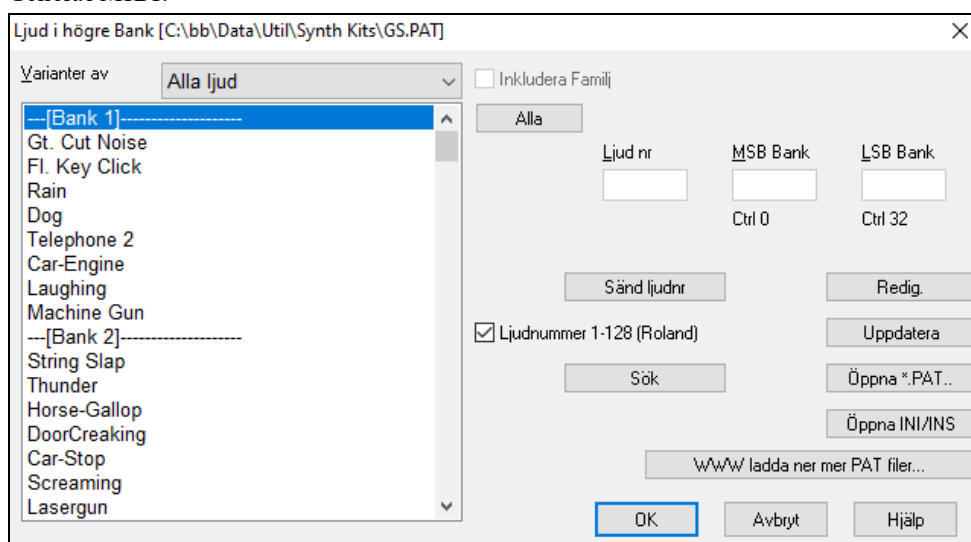 Ljud i högre Bank [C:\bb\Data\Util\Synth Kits\GS.PAT]
Varianter av
Alla ljud
Inkludera Familj
---[Bank 1]--------------------
Gt. Cut Noise
Fl. Key Click
Rain
Dog
Telephone 2
Car-Engine
Laughing
Machine Gun
---[Bank 2]--------------------
String Slap
Thunder
Horse-Gallop
DoorCreaking
Car-Stop
Screaming
Lasergun
Alla
Ljud nr
MSB Bank
LSB Bank
Ctrl 0
Ctrl 32
Sänd ljudnr
Redig.
Ljudnummer 1-128 (Roland)
Uppdatera
Sök
Öppna *.PAT..
Öppna INI/INS
WWW ladda ner mer PAT filer...
OK
Avbryt
Hjälp